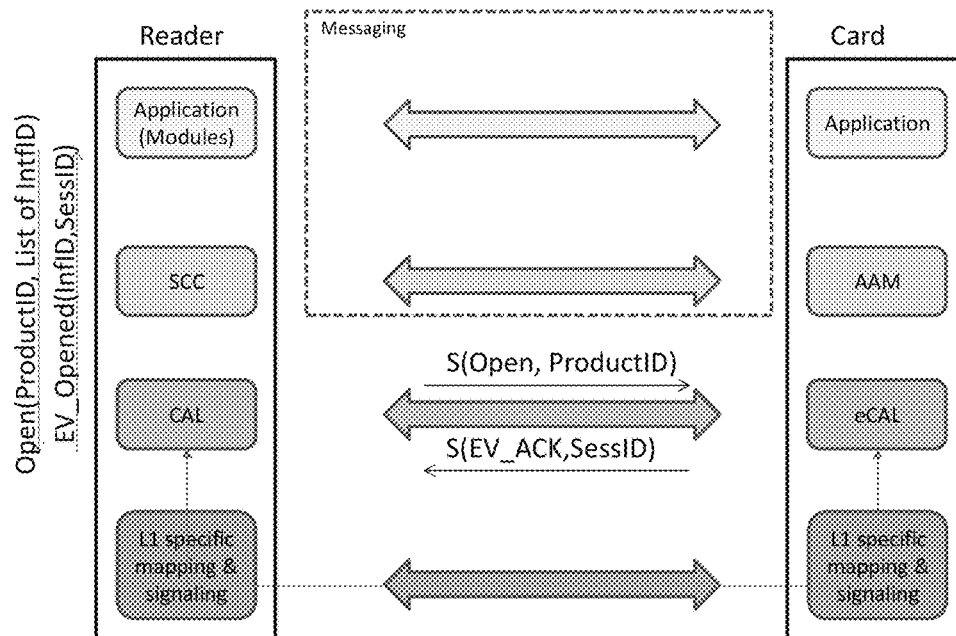 Reader
Messaging
Card
Open(ProductID, List of IntfID)
EV_Opened(InfID,SessID)
Application
(Modules)
Application
SCC
AAM
S(Open, ProductID)
CAL
eCAL
S(EV_ACK,SessID)
L1 specific
mapping &
signaling
L1 specific
mapping &
signaling